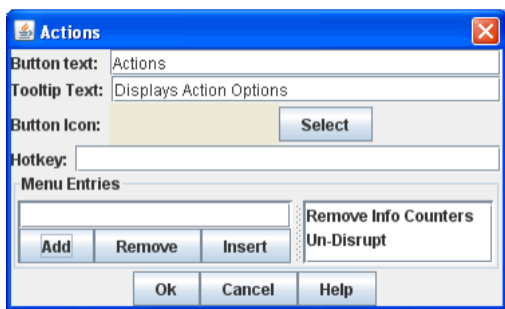 Actions
Button text: Actions
Tooltip Text: Displays Action Options
Button Icon: Select
Hotkey:
Menu Entries
Remove Info Counters
Un-Disrupt
Add Remove Insert
Ok Cancel Help